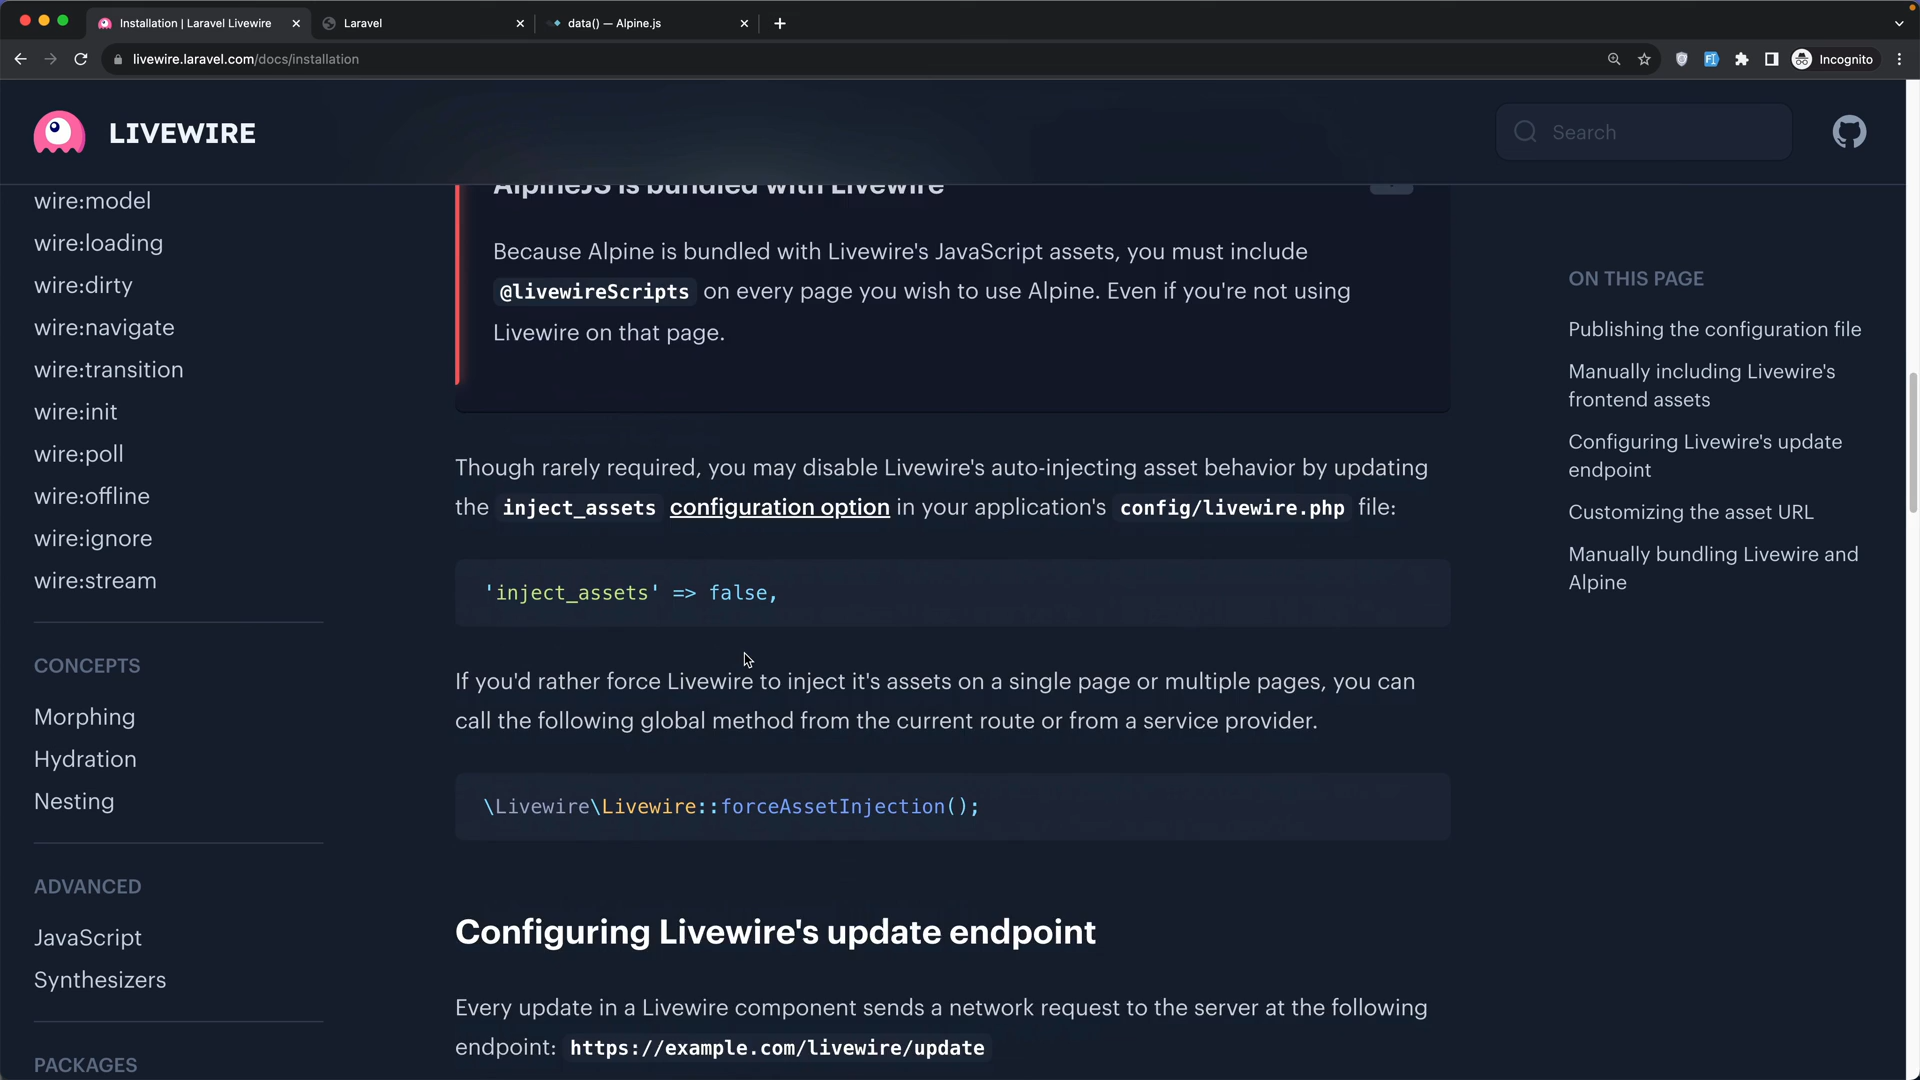 Installation | Laravel Livewire
Laravel
data() — Alpine.js
livewire.laravel.com/docs/installation
Incognito
LIVEWIRE
Search
wire:model
wire:loading
wire:dirty
wire:navigate
wire:transition
wire:init
wire:poll
wire:offline
wire:ignore
wire:stream
CONCEPTS
Morphing
Hydration
Nesting
ADVANCED
JavaScript
Synthesizers
PACKAGES
AlpineJS is bundled with Livewire
Because Alpine is bundled with Livewire's JavaScript assets, you must include
@livewireScripts on every page you wish to use Alpine. Even if you're not using
Livewire on that page.
Though rarely required, you may disable Livewire's auto-injecting asset behavior by updating
the inject_assets configuration option in your application's config/livewire.php file:
'inject_assets' => false,
If you'd rather force Livewire to inject it's assets on a single page or multiple pages, you can
call the following global method from the current route or from a service provider.
\Livewire\Livewire::forceAssetInjection();
Configuring Livewire's update endpoint
Every update in a Livewire component sends a network request to the server at the following
endpoint: https://example.com/livewire/update
ON THIS PAGE
Publishing the configuration file
Manually including Livewire's
frontend assets
Configuring Livewire's update
endpoint
Customizing the asset URL
Manually bundling Livewire and
Alpine